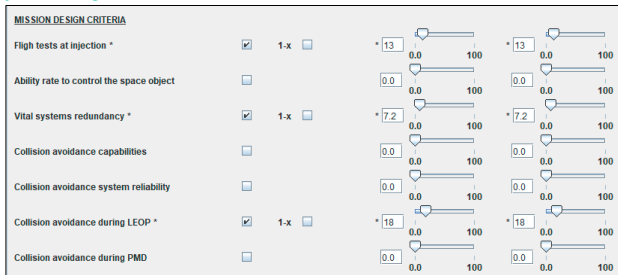 MISSION DESIGN CRITERIA
Fligh tests at injection * 1-x * 13 * 13
0.0 100 0.0 100
Ability rate to control the space object 0.0 0.0
0.0 100 0.0 100
Vital systems redundancy * 1-x * 7.2 * 7.2
0.0 100 0.0 100
Collision avoidance capabilities 0.0 0.0
0.0 100 0.0 100
Collision avoidance system reliability 0.0 0.0
0.0 100 0.0 100
Collision avoidance during LEOP * 1-x * 18 * 18
0.0 100 0.0 100
Collision avoidance during PMD 0.0 0.0
0.0 100 0.0 100